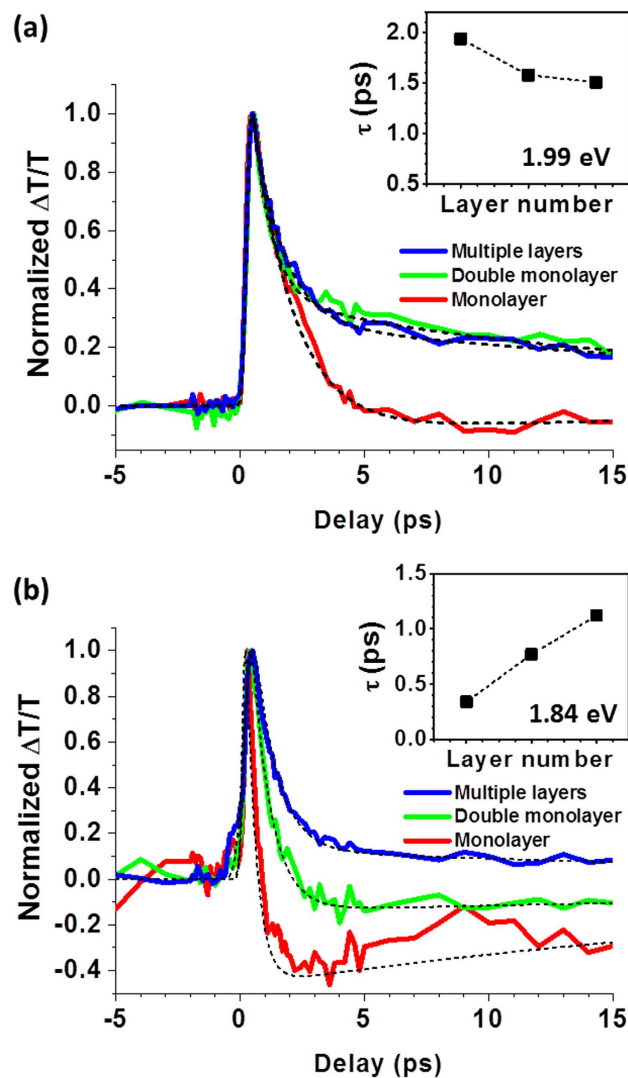 (a)
Normalized ΔT/T
1.0
0.8
0.6
0.4
0.2
0.0
-5
0
5
10
15
Delay (ps)
τ (ps)
2.0
1.5
1.0
0.5
1.99 eV
Layer number
Multiple layers
Double monolayer
Monolayer
(b)
Normalized ΔT/T
1.0
0.8
0.6
0.4
0.2
0.0
-0.2
-0.4
-5
0
5
10
15
Delay (ps)
τ (ps)
1.5
1.0
0.5
0.0
1.84 eV
Layer number
Multiple layers
Double monolayer
Monolayer